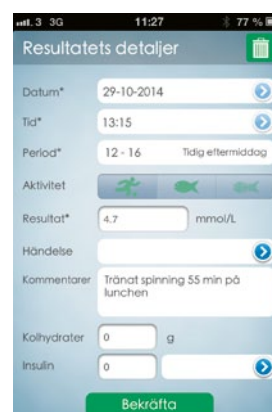 3 3G 11:27 77 %
Resultatets detaljer
Datum* 29-10-2014
Tid* 13:15
Period* 12 - 16 Tidig eftermiddag
Aktivitet
Resultat* 4.7 mmol/L
Händelse
Kommentarer Tränat spinning 55 min på
lunchen
Kolhydrater 0 g
Insulin 0
Bekräfta